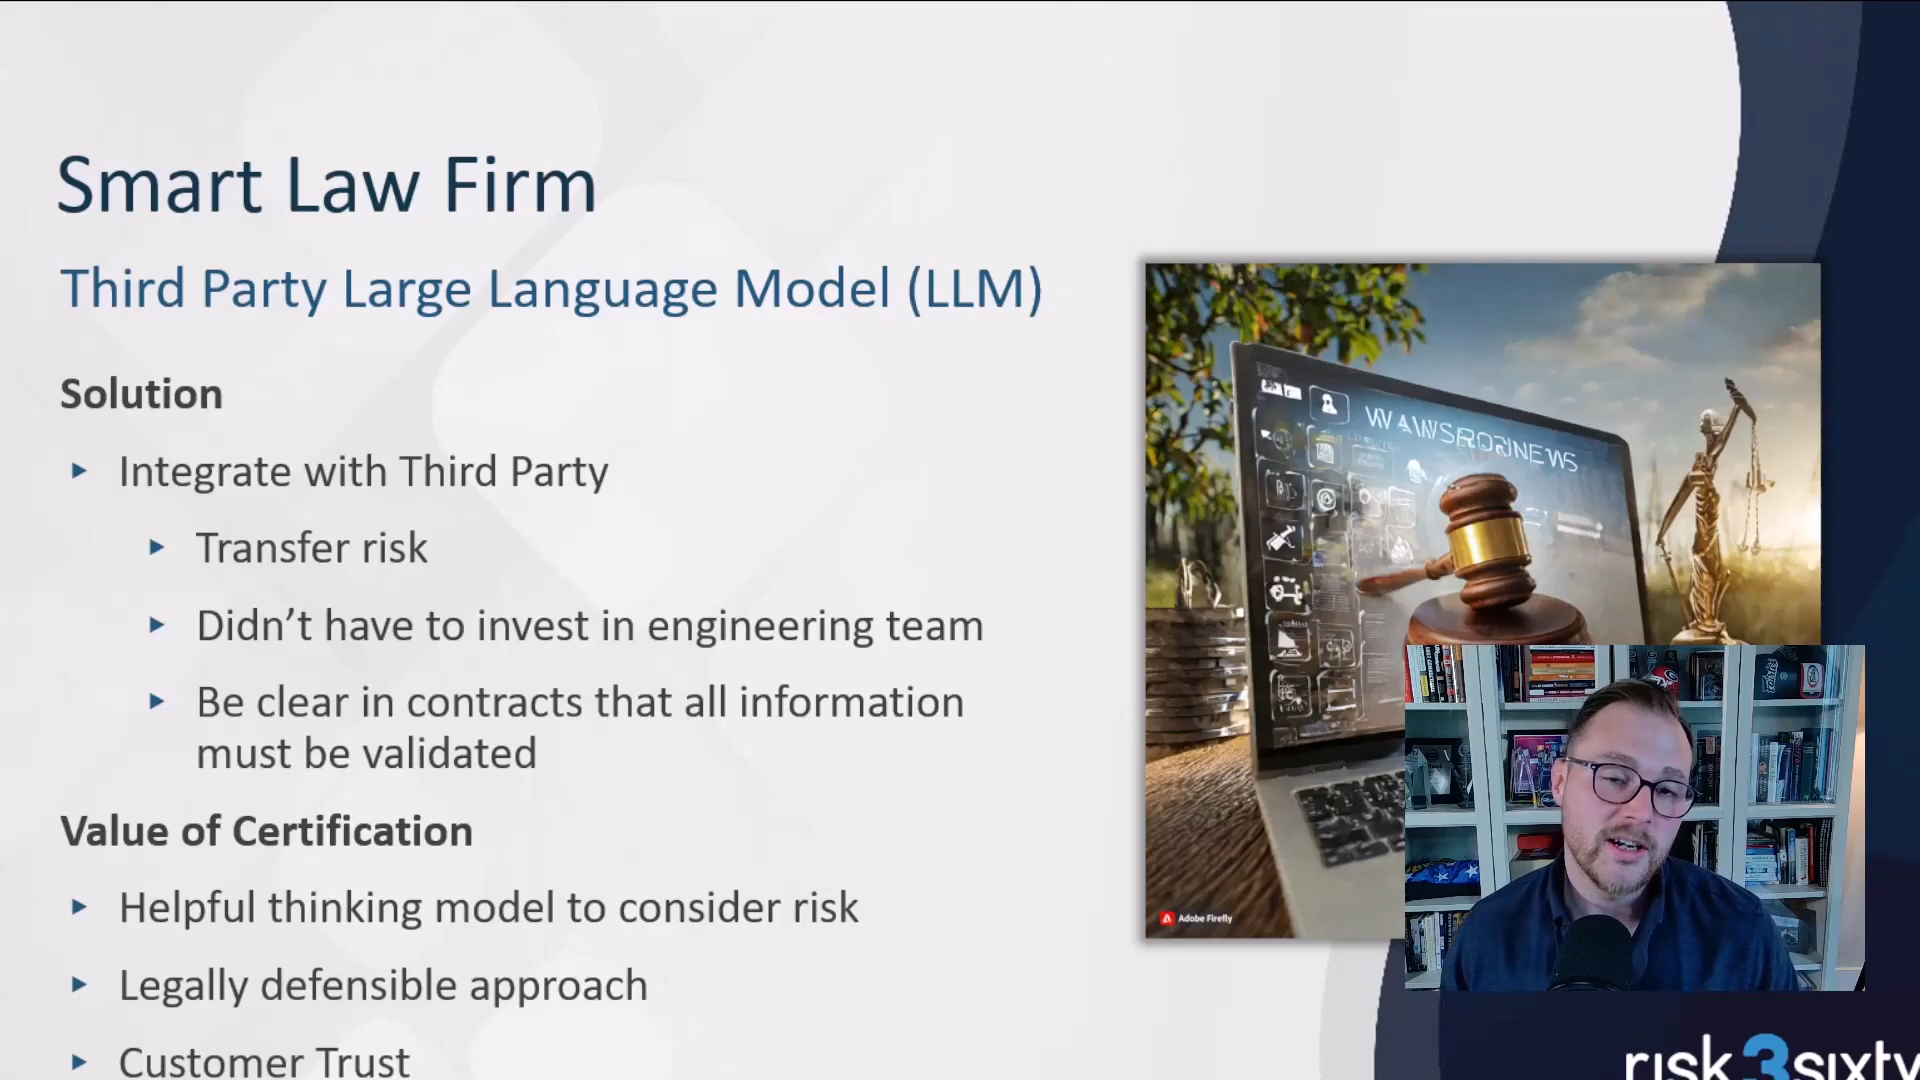 Smart Law Firm
Third Party Large Language Model (LLM)
Solution
Integrate with Third Party
Transfer risk
Didn’t have to invest in engineering team
Be clear in contracts that all information
must be validated
Value of Certification
Helpful thinking model to consider risk
Legally defensible approach
Customer Trust
WAWSRORNEWS
Adobe Firefly
risk3sixty